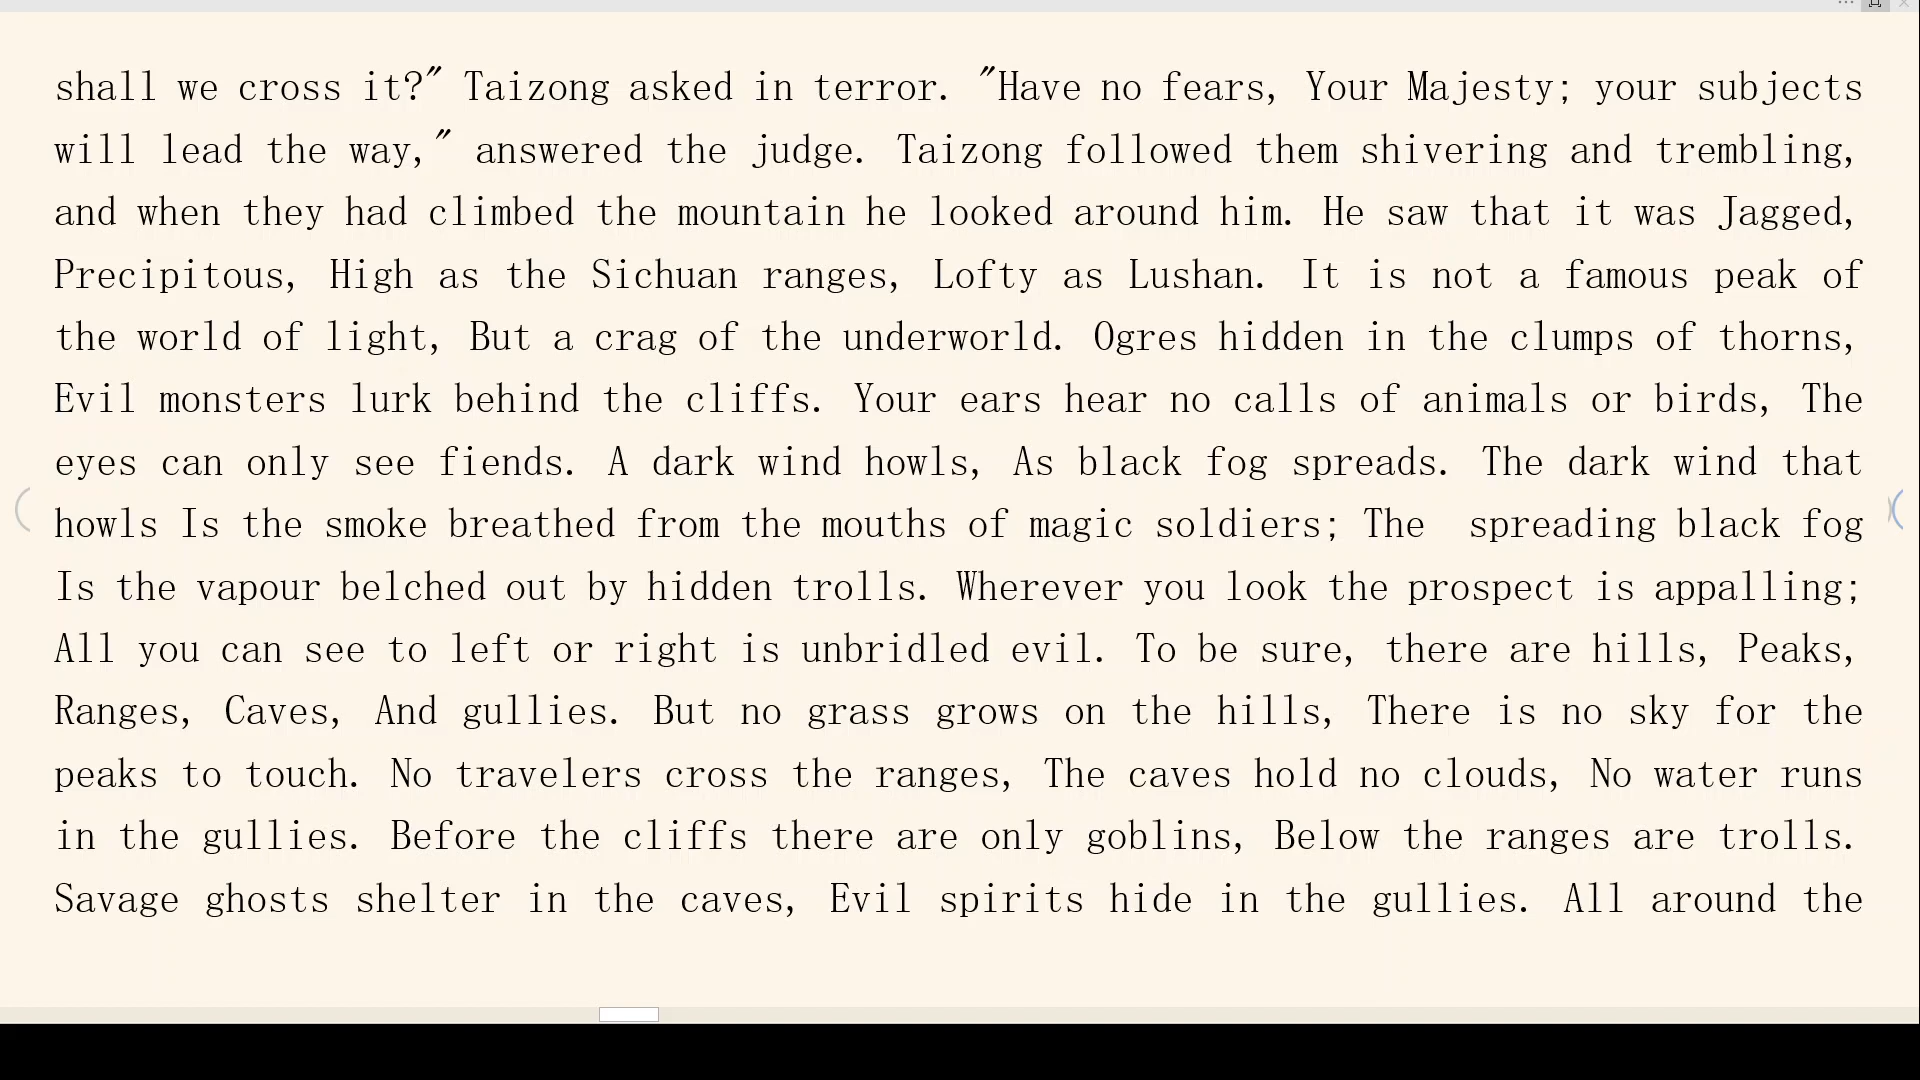 shall we cross it?" Taizong asked in terror. "Have no fears, Your Majesty; your subjects
will lead the way," answered the judge. Taizong followed them shivering and trembling,
and when they had climbed the mountain he looked around him. He saw that it was Jagged,
Precipitous, High as the Sichuan ranges, Lofty as Lushan. It is not a famous peak of
the world of light, But a crag of the underworld. Ogres hidden in the clumps of thorns,
Evil monsters lurk behind the cliffs. Your ears hear no calls of animals or birds, The
eyes can only see fiends. A dark wind howls, As black fog spreads. The dark wind that
howls Is the smoke breathed from the mouths of magic soldiers; The  spreading black fog
Is the vapour belched out by hidden trolls. Wherever you look the prospect is appalling;
All you can see to left or right is unbridled evil. To be sure, there are hills, Peaks,
Ranges, Caves, And gullies. But no grass grows on the hills, There is no sky for the
peaks to touch. No travelers cross the ranges, The caves hold no clouds, No water runs
in the gullies. Before the cliffs there are only goblins, Below the ranges are trolls.
Savage ghosts shelter in the caves, Evil spirits hide in the gullies. All around the